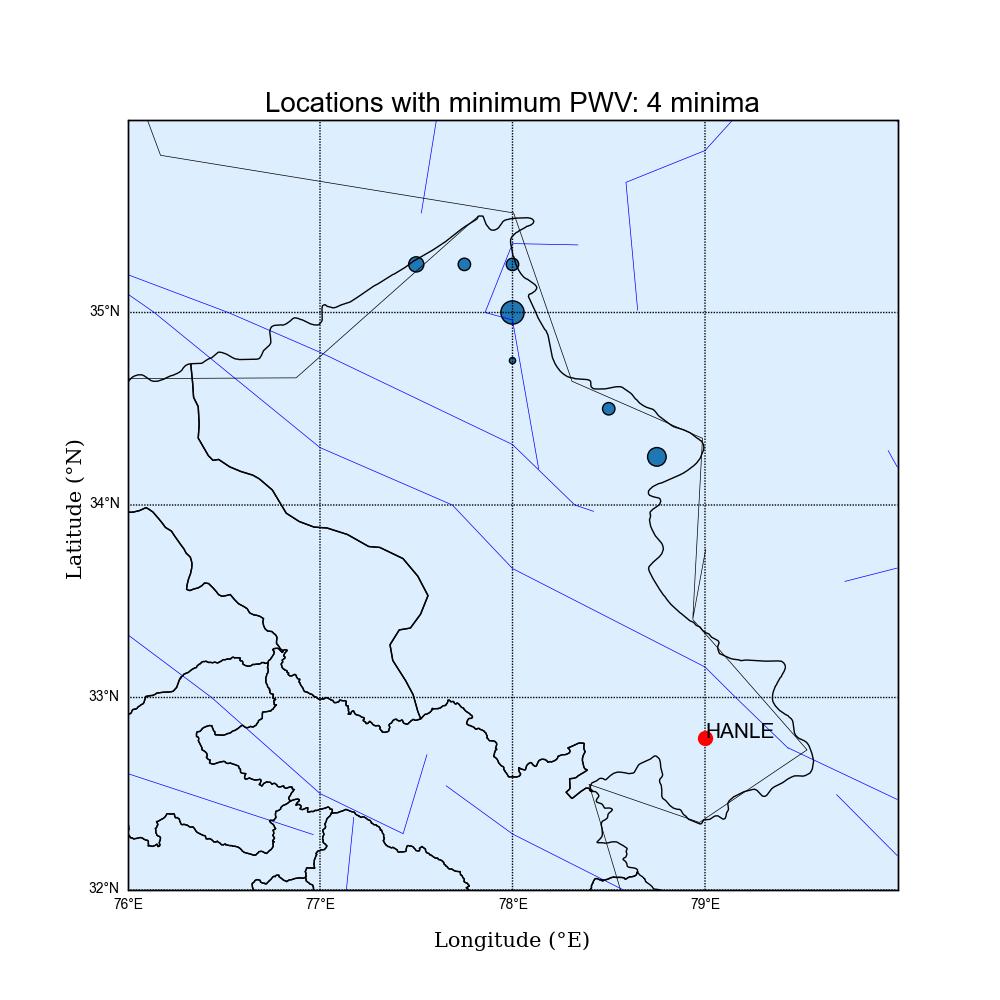 Locations with minimum PWV: 4 minima
35°N
34°N
33°N
32°N
Latitude (°N)
HANLE
76°E
77°E
78°E
79°E
Longitude (°E)